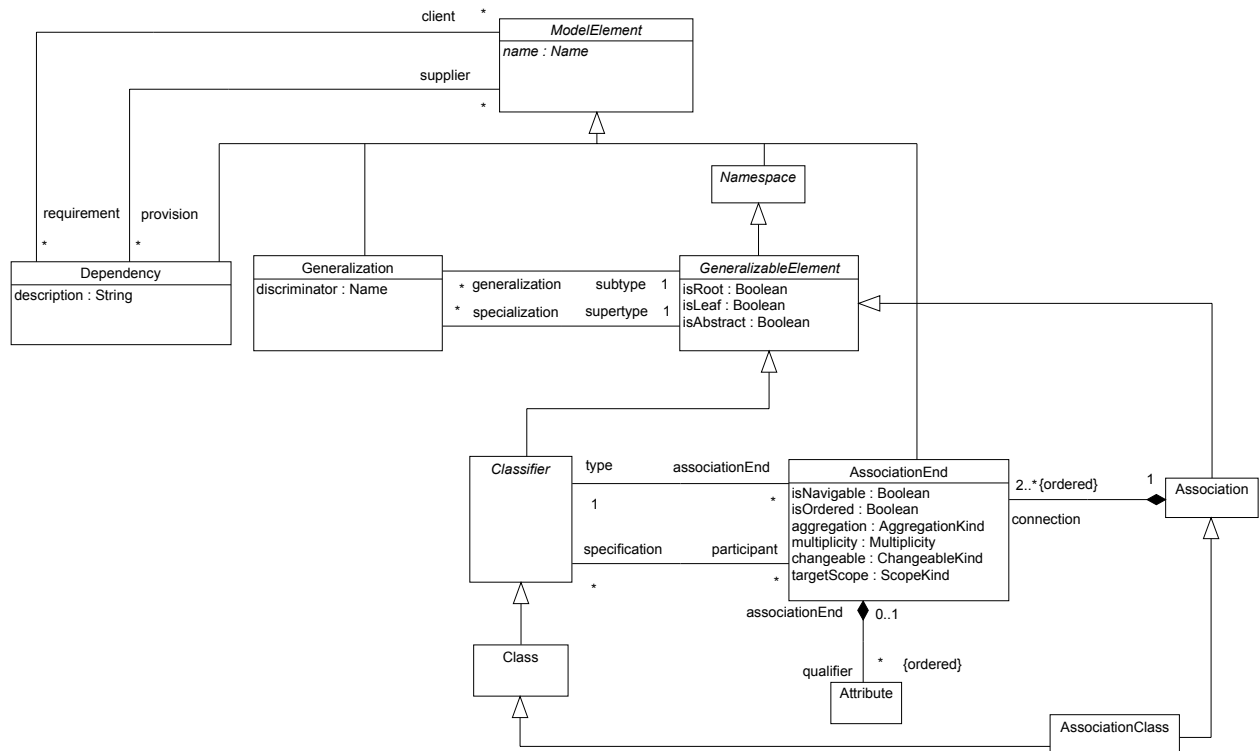 client *
ModelElement
name : Name
supplier
*
Namespace
requirement provision
* *
Dependency
description : String
Generalization
discriminator : Name
* generalization subtype 1
* specialization supertype 1
GeneralizableElement
isRoot : Boolean
isLeaf : Boolean
isAbstract : Boolean
Classifier
type associationEnd
1 *
specification participant
* *
AssociationEnd
isNavigable : Boolean
isOrdered : Boolean
aggregation : AggregationKind
multiplicity : Multiplicity
changeable : ChangeableKind
targetScope : ScopeKind
2..* {ordered} 1
connection
Association
associationEnd 0..1
Class
qualifier * {ordered}
Attribute
AssociationClass